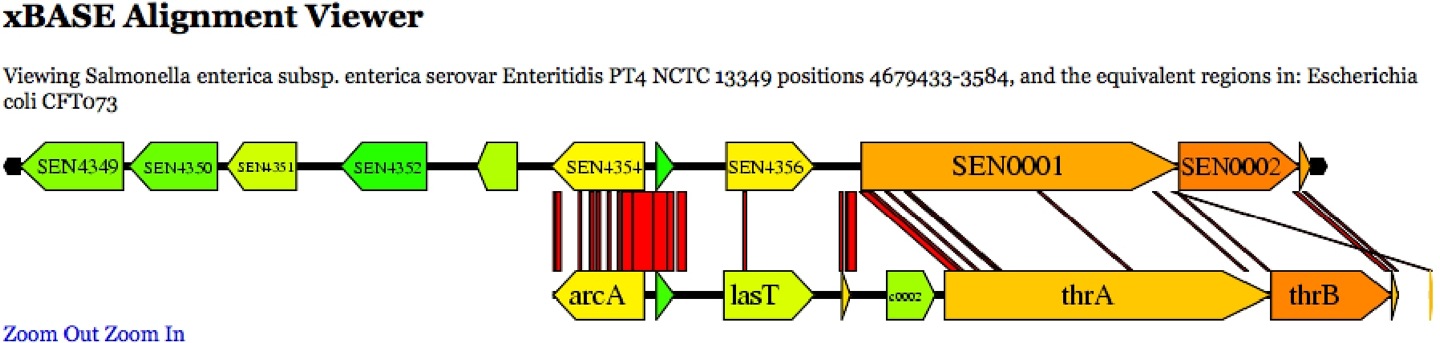 xBASE Alignment Viewer
Viewing Salmonella enterica subsp. enterica serovar Enteritidis PT4 NCTC 13349 positions 4679433-3584, and the equivalent regions in: Escherichia
coli CFT073
SEN4349 SEN4350 SEN4351 SEN4352 SEN4354 SEN4356 SEN0001 SEN0002
arcA lasT c0002 thrA thrB
Zoom Out Zoom In